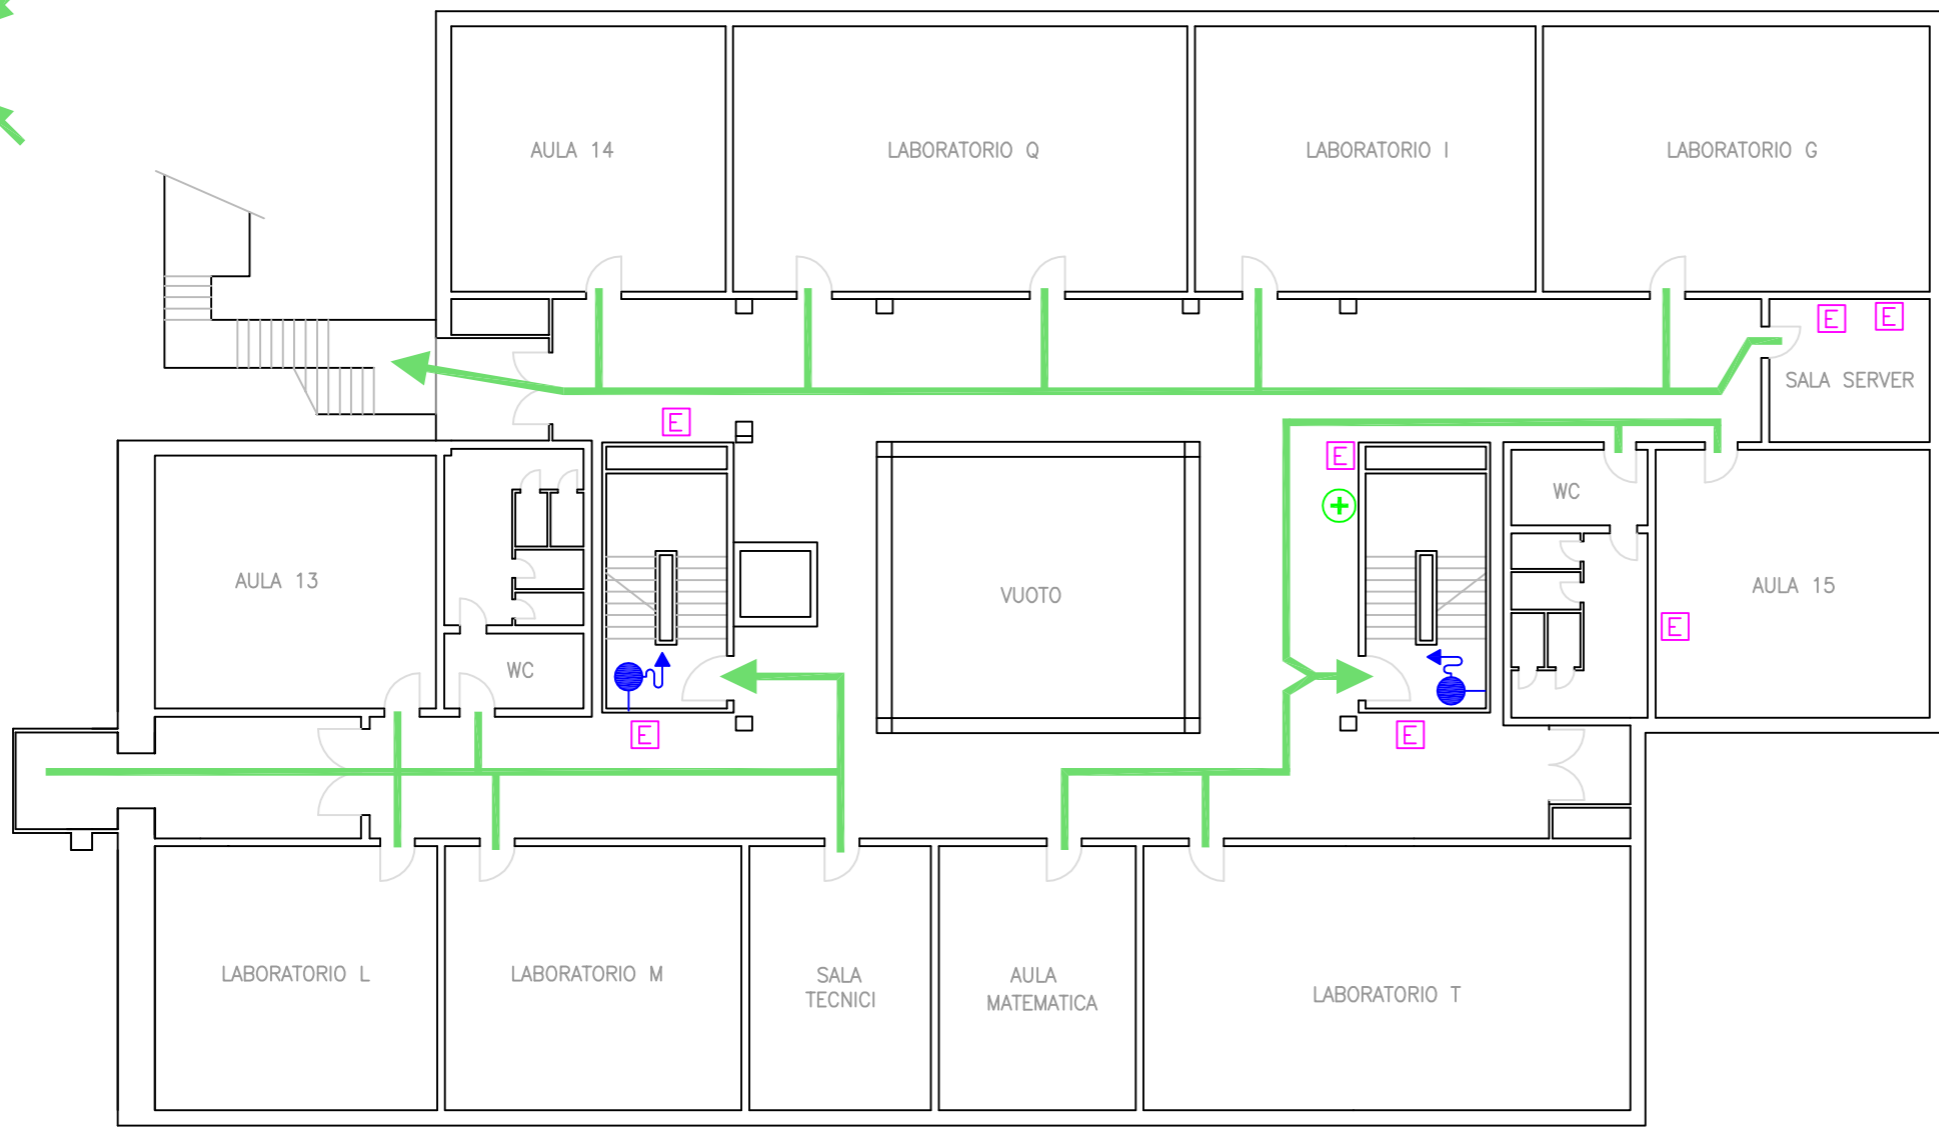 AULA 14
LABORATORIO Q
LABORATORIO I
LABORATORIO G
E
E
SALA SERVER
E
E
WC
AULA 13
VUOTO
AULA 15
E
WC
E
E
LABORATORIO L
LABORATORIO M
SALA
TECNICI
AULA
MATEMATICA
LABORATORIO T